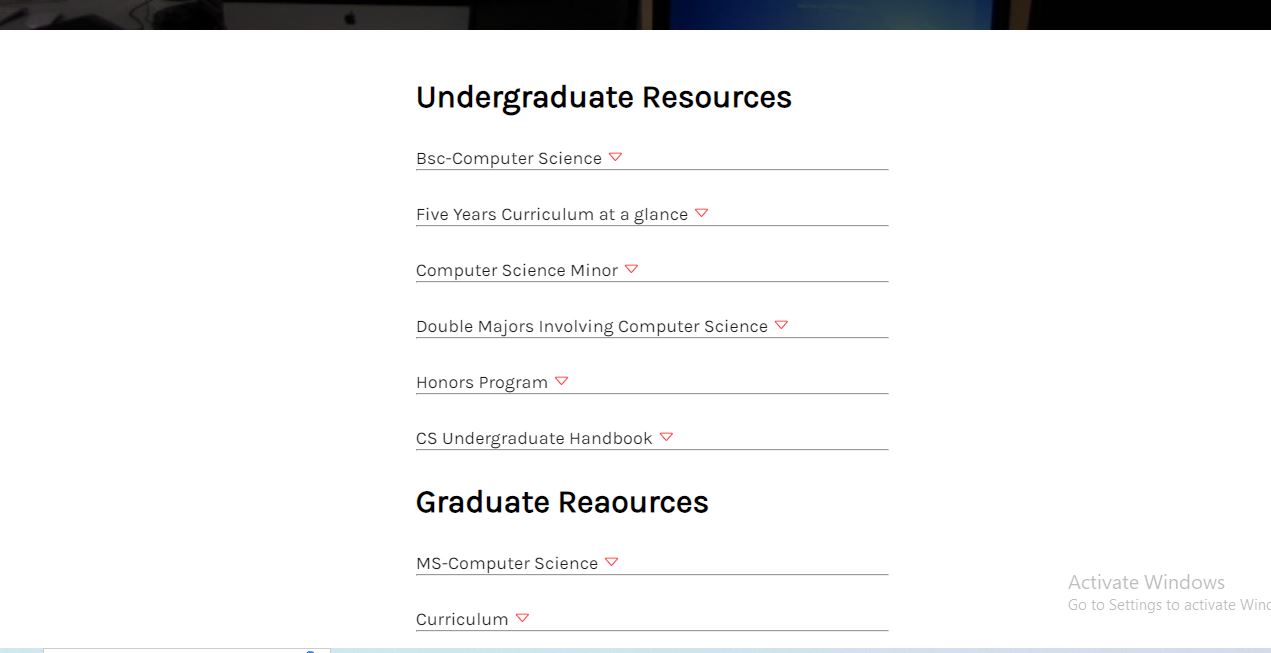 Undergraduate Resources
Bsc-Computer Science
Five Years Curriculum at a glance
Computer Science Minor
Double Majors Involving Computer Science
Honors Program
CS Undergraduate Handbook
Graduate Reaources
MS-Computer Science
Curriculum
Activate Windows
Go to Settings to activate